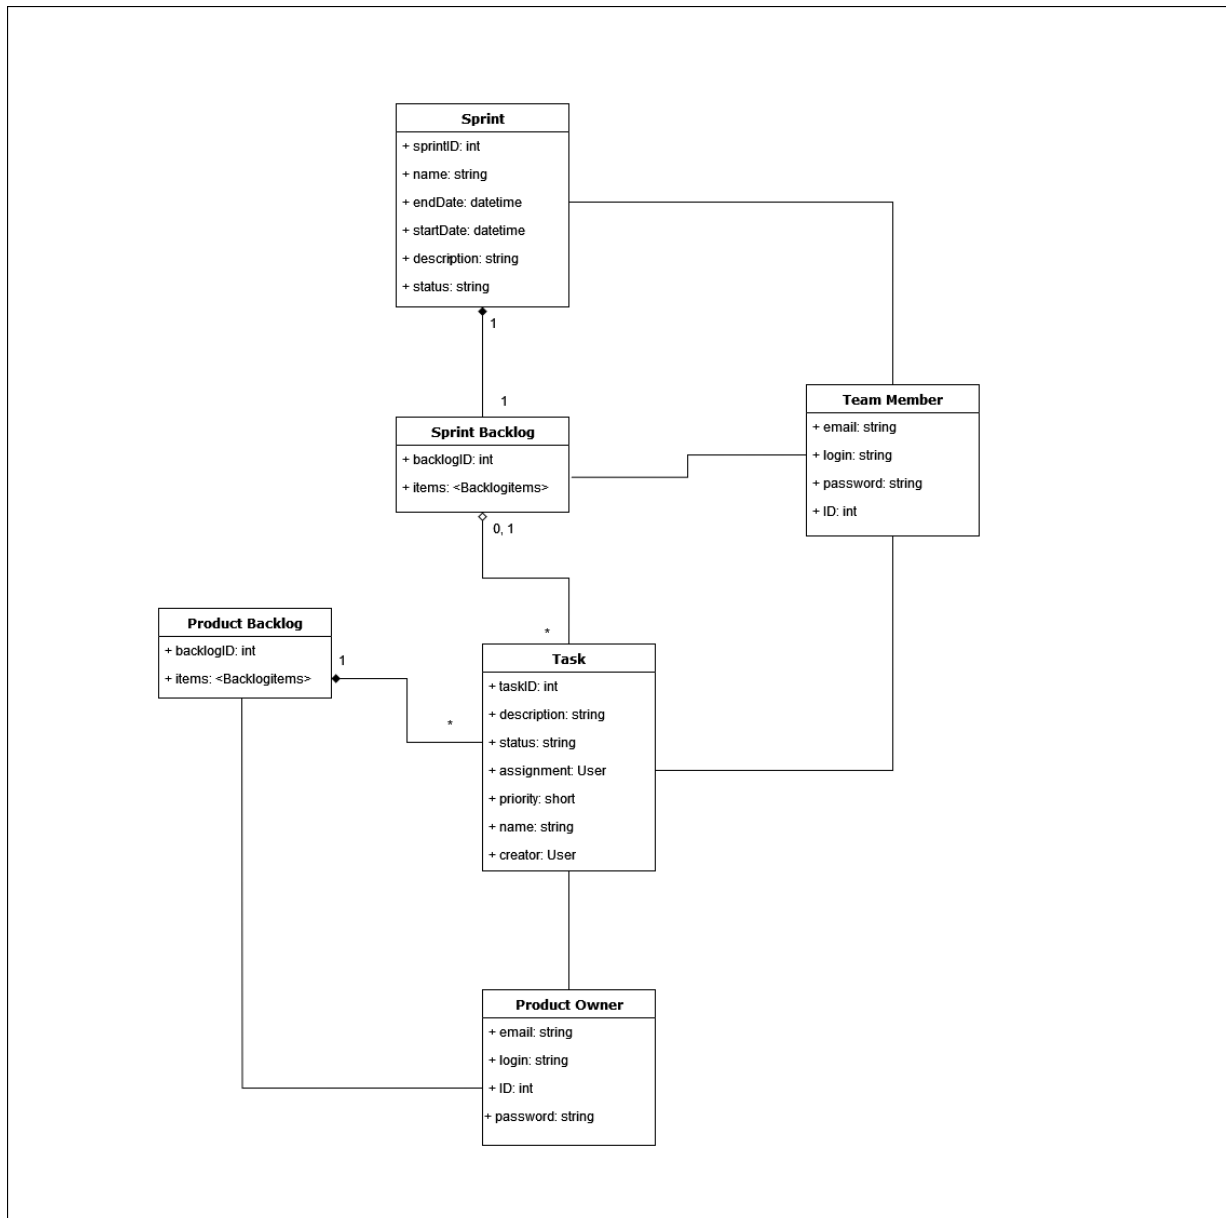 Sprint
+ sprintID: int
+ name: string
+ endDate: datetime
+ startDate: datetime
+ description: string
+ status: string
1
1
Sprint Backlog
+ backlogID: int
+ items: <Backlogitems>
0, 1
Team Member
+ email: string
+ login: string
+ password: string
+ ID: int
Product Backlog
+ backlogID: int
+ items: <Backlogitems>
1
*
*
Task
+ taskID: int
+ description: string
+ status: string
+ assignment: User
+ priority: short
+ name: string
+ creator: User
Product Owner
+ email: string
+ login: string
+ ID: int
+ password: string